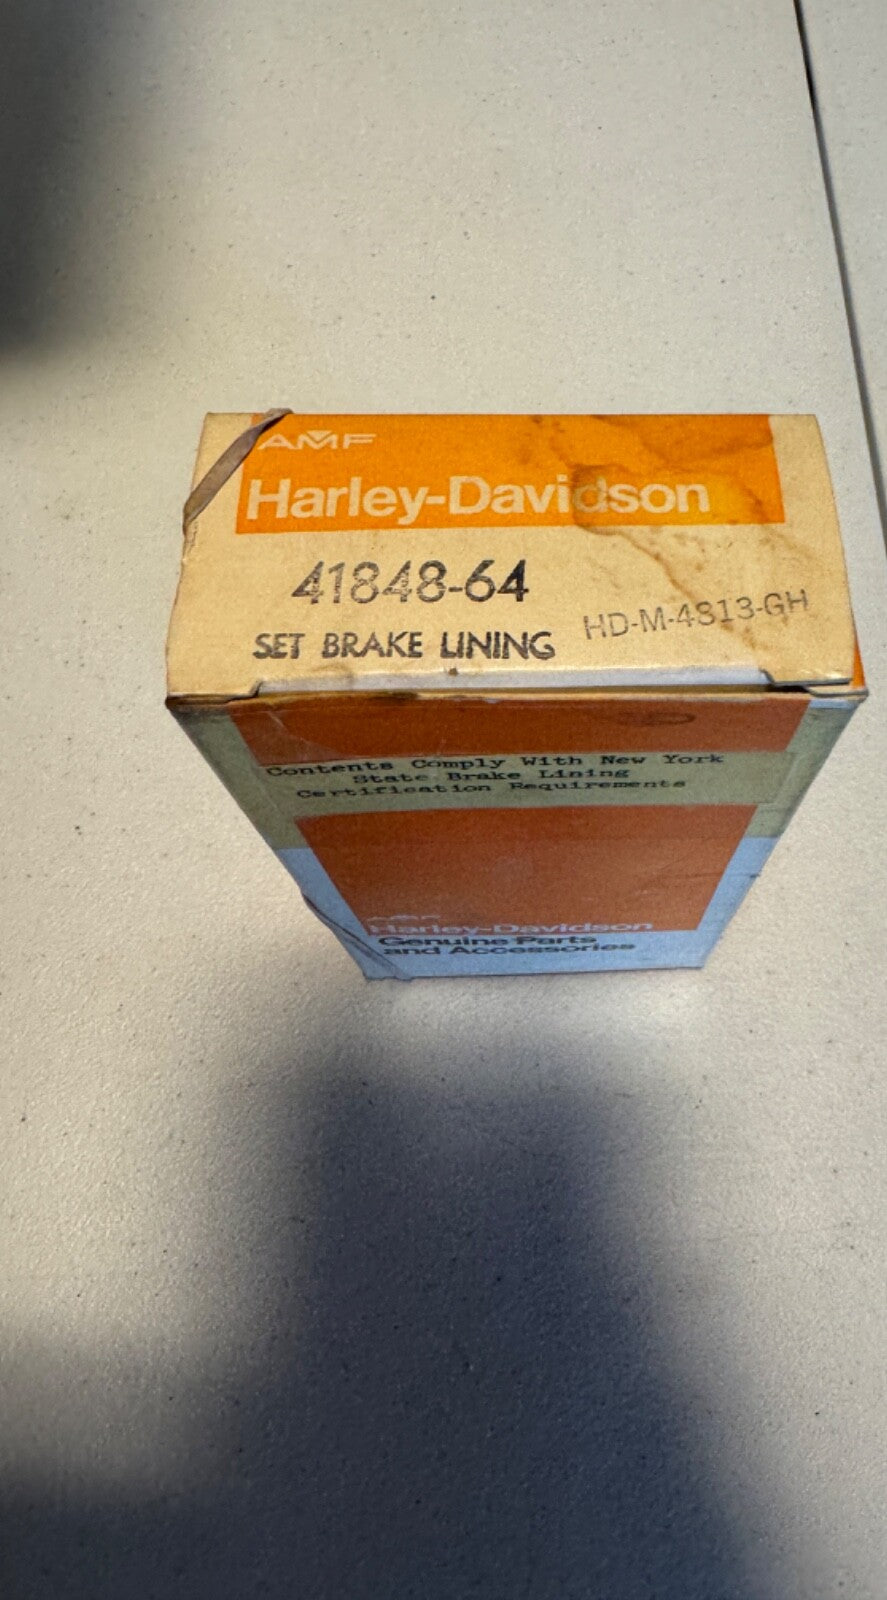 AMF
Harley-Davidson
41848-64
SET BRAKE LINING
HD-M-4813-GH
Contents Comply With New York
State Brake Lining
Certification Requirements
AMF
Harley-Davidson
Genuine Parts
and Accessories